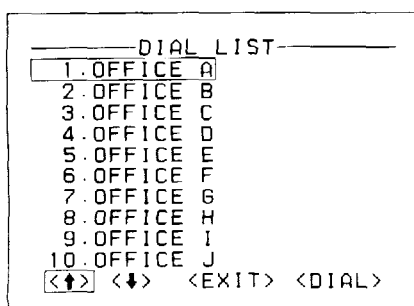 DIAL LIST
1.OFFICE A
2.OFFICE B
3.OFFICE C
4.OFFICE D
5.OFFICE E
6.OFFICE F
7.OFFICE G
8.OFFICE H
9.OFFICE I
10.OFFICE J
<↑> <↓> <EXIT> <DIAL>